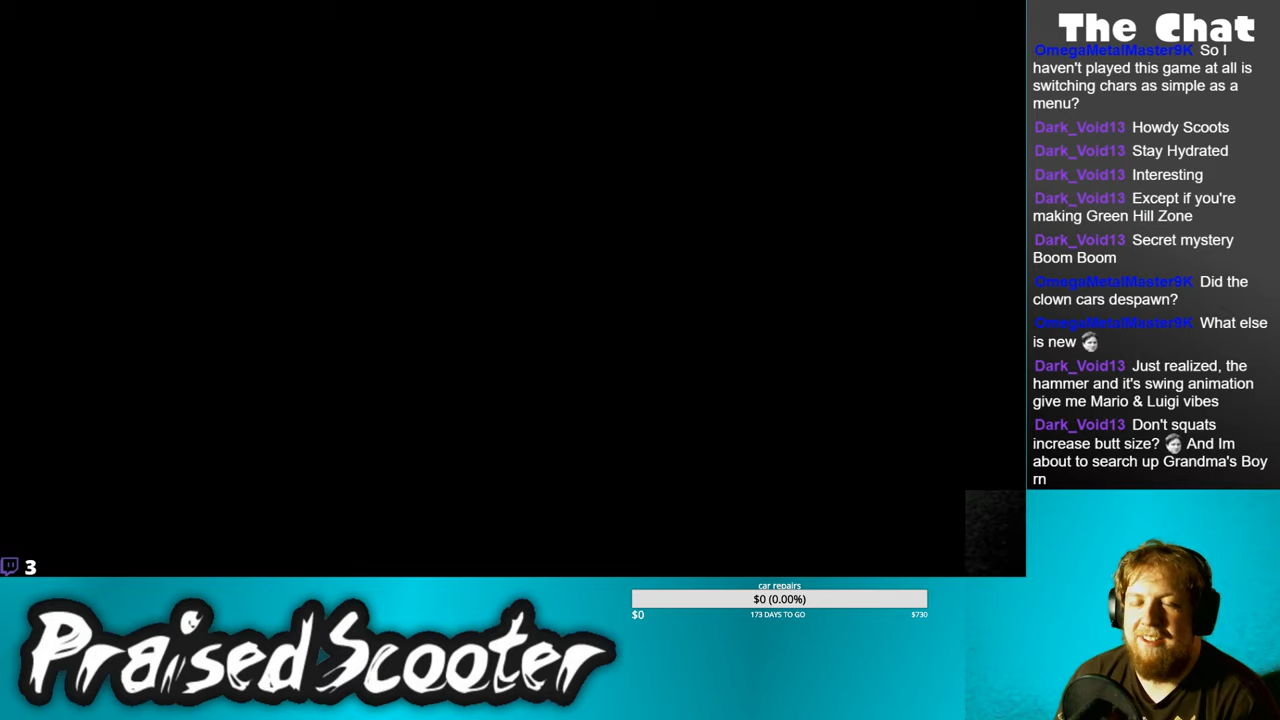 The Chat
OmegaMetalMaster9K So I
haven't played this game at all is
switching chars as simple as a
menu?
Dark_Void13 Howdy Scoots
Dark_Void13 Stay Hydrated
Dark_Void13 Interesting
Dark_Void13 Except if you're
making Green Hill Zone
Dark_Void13 Secret mystery
Boom Boom
OmegaMetalMaster9K Did the
clown cars despawn?
OmegaMetalMaster9K What else
is new
Dark_Void13 Just realized, the
hammer and it's swing animation
give me Mario & Luigi vibes
Dark_Void13 Don't squats
increase butt size? And Im
about to search up Grandma's Boy
rn
3
car repairs
$0 (0.00%)
$0 173 DAYS TO GO $730
PraisedScooter